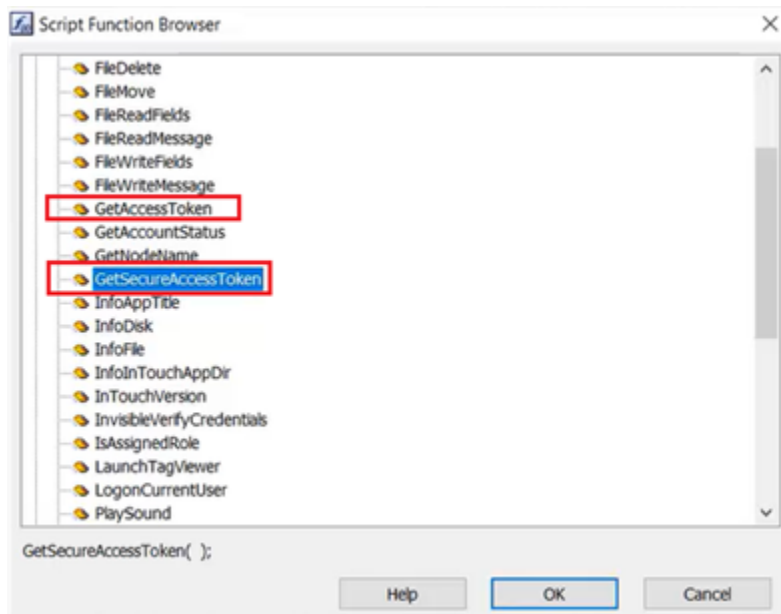 Script Function Browser
FileDelete
FileMove
FileReadFields
FileReadMessage
FileWriteFields
FileWriteMessage
GetAccessToken
GetAccountStatus
GetNodeName
GetSecureAccessToken
InfoAppTitle
InfoDisk
InfoFile
InfoInTouchAppDir
InTouchVersion
InvisibleVerifyCredentials
IsAssignedRole
LaunchTagViewer
LogonCurrentUser
PlaySound
GetSecureAccessToken( );
Help OK Cancel